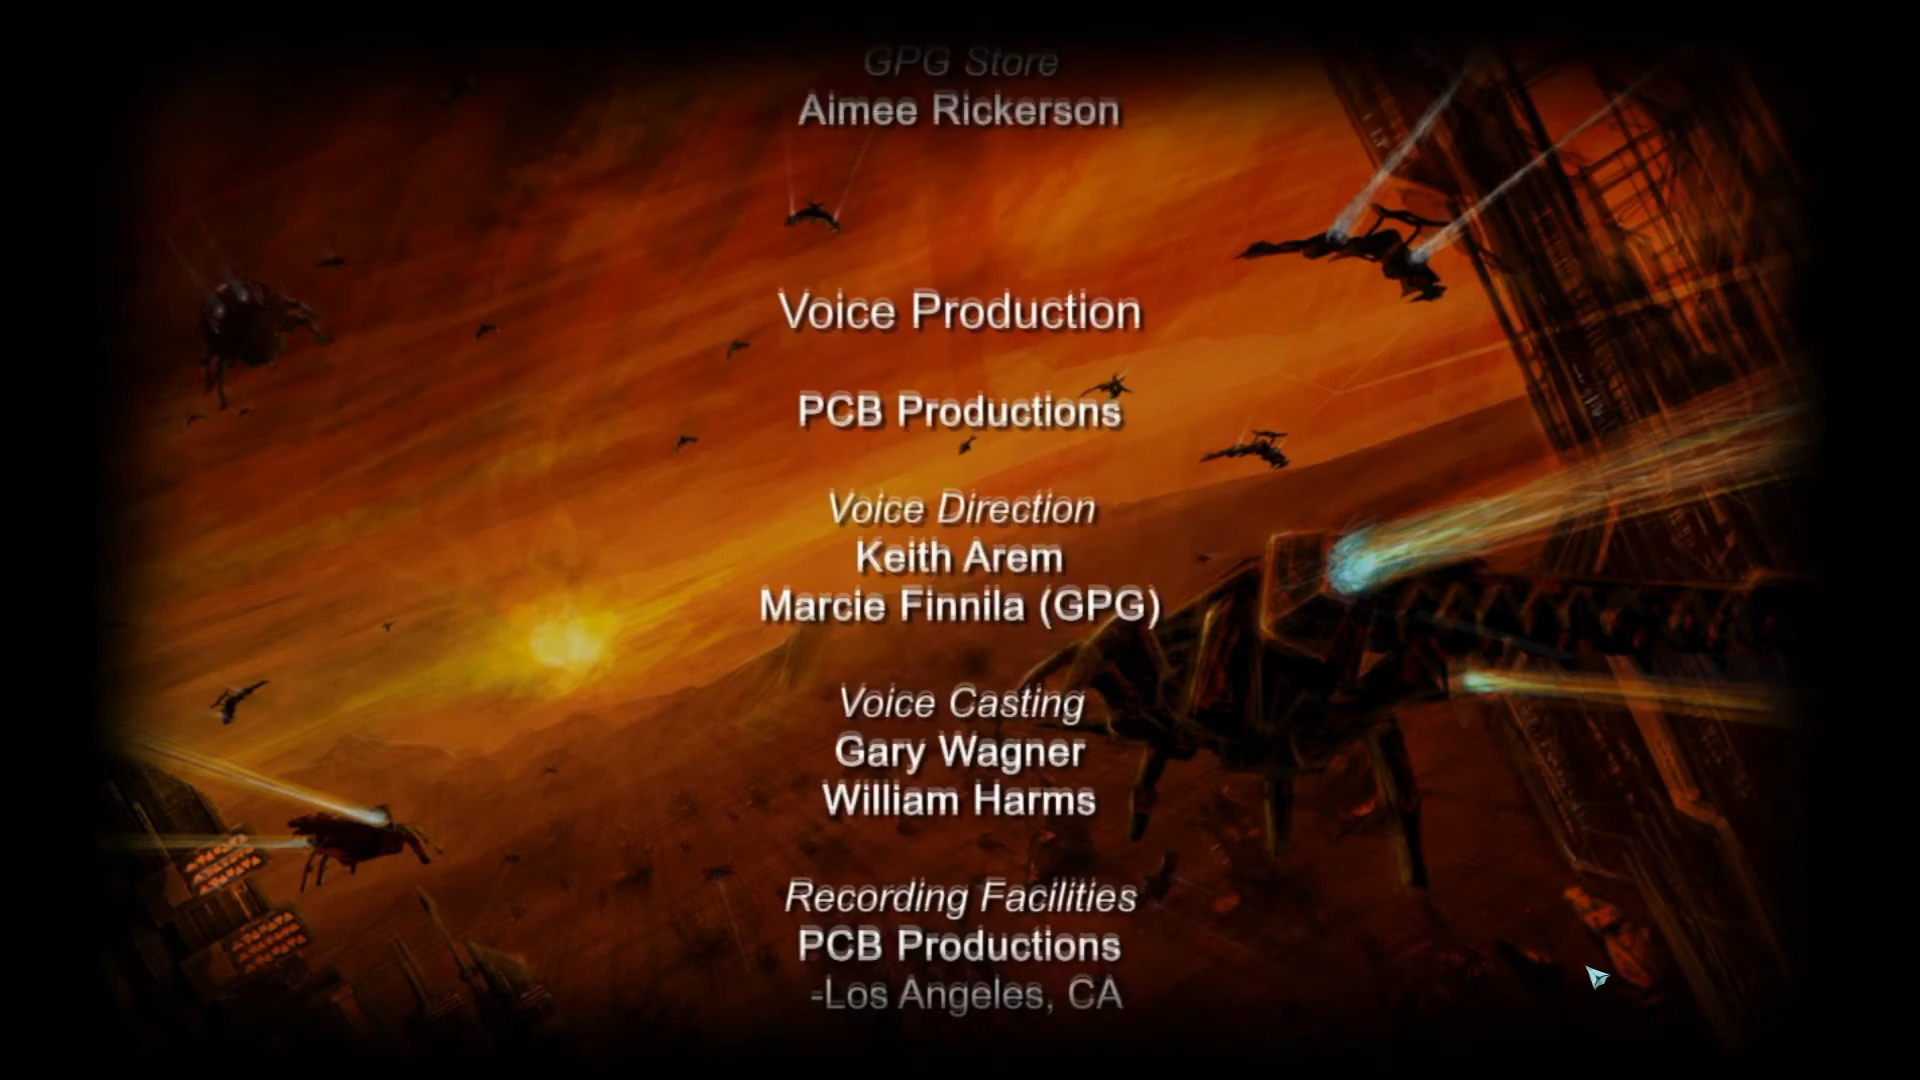 GPG Store
Aimee Rickerson
Voice Production
PCB Productions
Voice Direction
Keith Arem
Marcie Finnila (GPG)
Voice Casting
Gary Wagner
William Harms
Recording Facilities
PCB Productions
-Los Angeles, CA